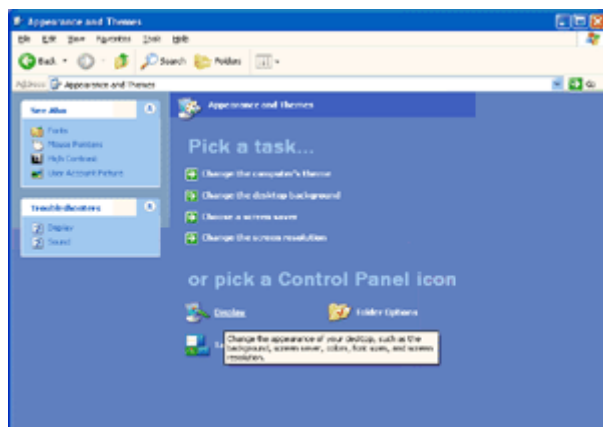 Appearance and Themes
File Edit View Favorites Tools Help
Back Search Folders
Address Appearance and Themes Go
See Also
Fonts
Mouse Pointers
High Contrast
User Account Picture
Troubleshooters
Display
Sound
Appearance and Themes
Pick a task...
Change the computer's theme
Change the desktop background
Choose a screen saver
Change the screen resolution
or pick a Control Panel icon
Display Folder Options
Change the appearance of your desktop, such as the
background, screen saver, colors, font sizes, and screen
resolution.